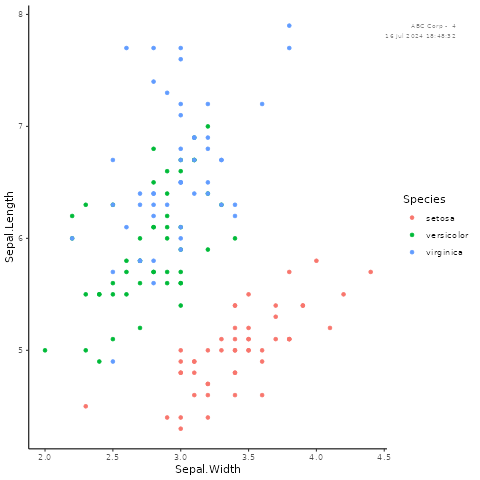 ABC Corp - 4
16 Jul 2024 18:48:52
8
7
6
5
Sepal.Length
2.0 2.5 3.0 3.5 4.0 4.5
Sepal.Width
Species
setosa
versicolor
virginica